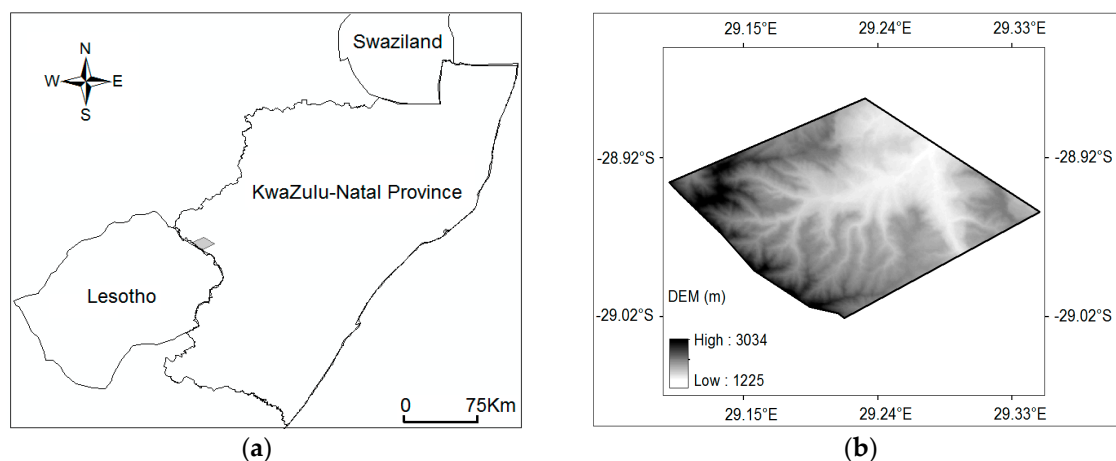 Swaziland
N
W E
S
KwaZulu-Natal Province
Lesotho
0 75Km
(a)
29.15°E 29.24°E 29.33°E
-28.92°S -28.92°S
DEM (m)
-29.02°S -29.02°S
High : 3034
Low : 1225
29.15°E 29.24°E 29.33°E
(b)